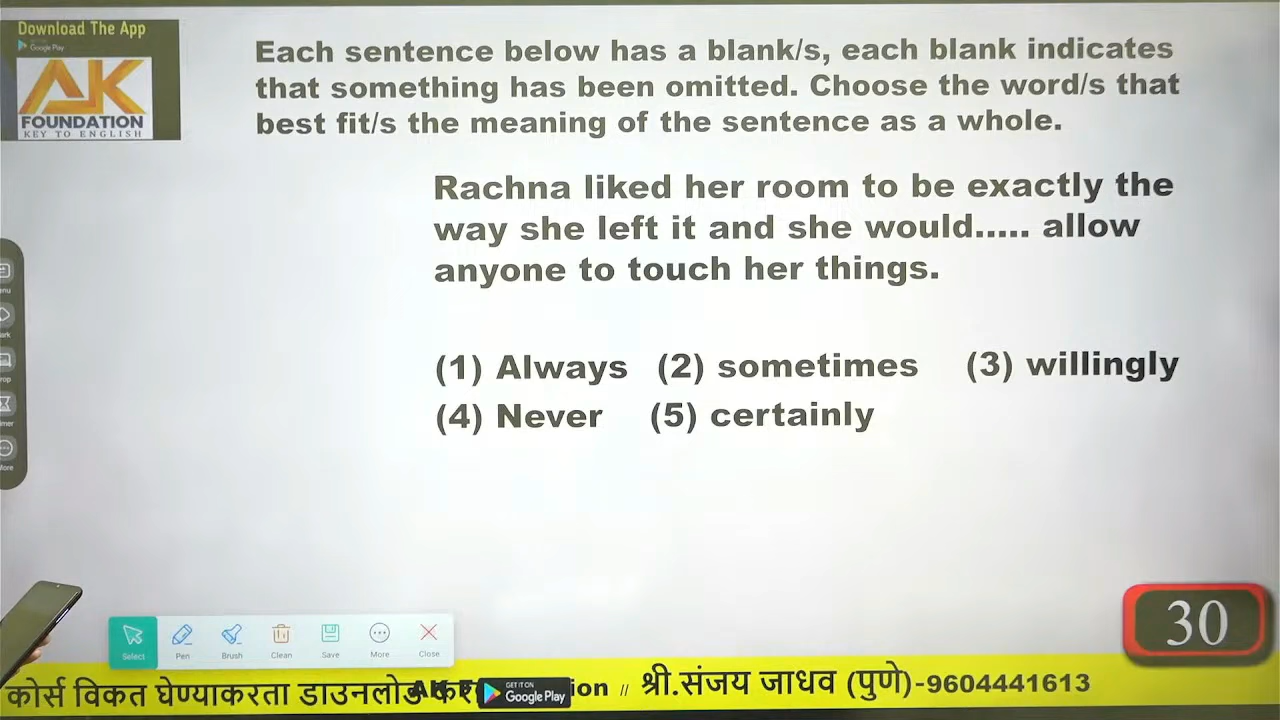 Download The App
Google Play
AK
FOUNDATION
KEY TO ENGLISH
Each sentence below has a blank/s, each blank indicates
that something has been omitted. Choose the word/s that
best fit/s the meaning of the sentence as a whole.
Rachna liked her room to be exactly the
way she left it and she would..... allow
anyone to touch her things.
(1) Always (2) sometimes (3) willingly
(4) Never (5) certainly
30
Select Pen Brush Clean Save More Close
कोर्स विकत घेण्याकरता डाउनलोड GET IT ON Google Play // श्री.संजय जाधव (पुणे)-9604441613